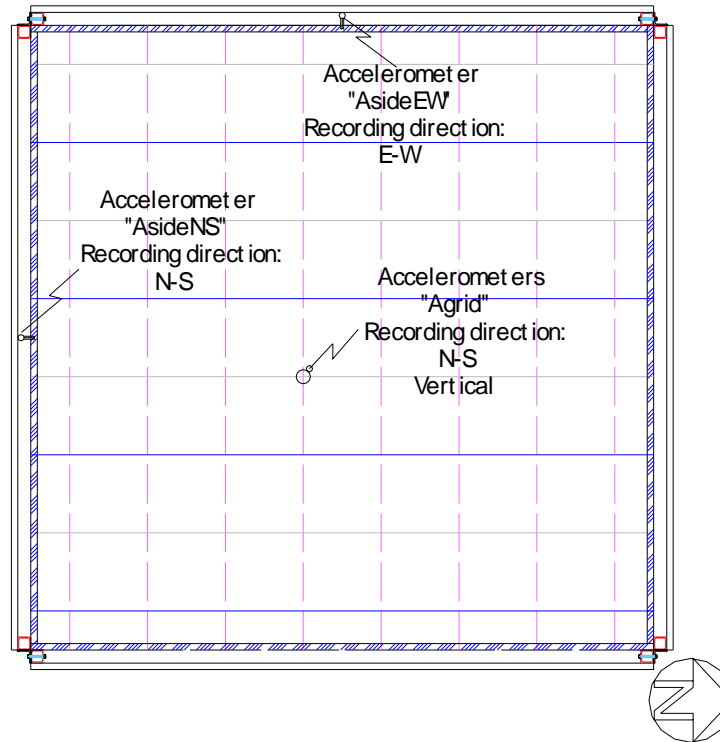 Accelerometer
"AsideEW"
Recording direction:
E-W
Accelerometer
"AsideNS"
Recording direction:
N-S
Accelerometers
"Agrid"
Recording direction:
N-S
Vertical
N